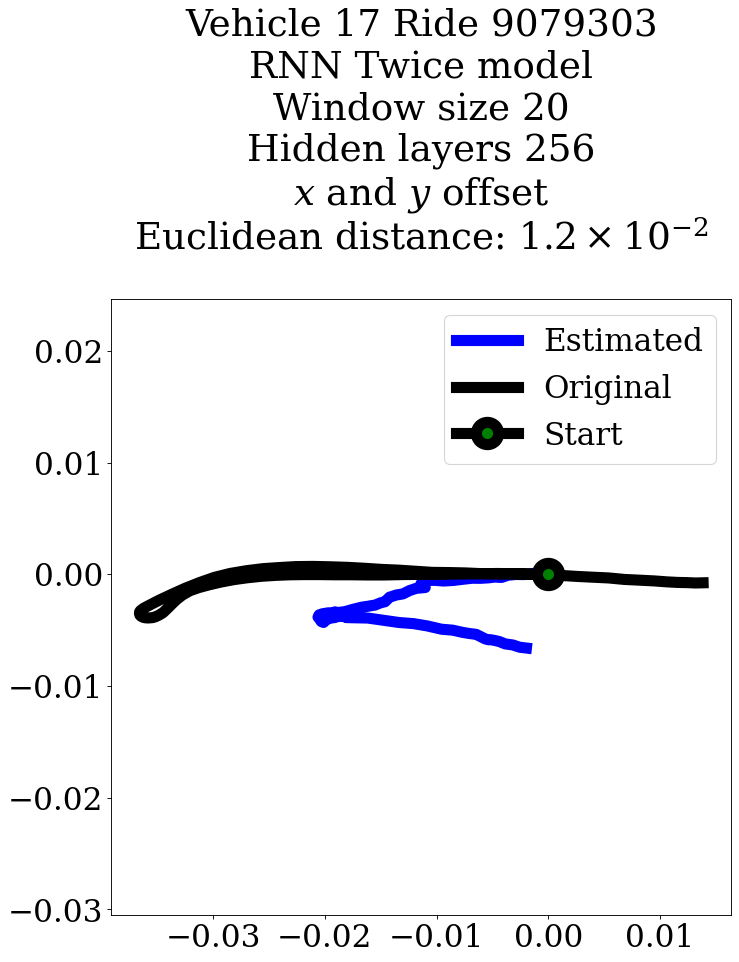 Vehicle 17 Ride 9079303
RNN Twice model
Window size 20
Hidden layers 256
x and y offset
Euclidean distance: 1.2 × 10⁻²
Estimated
Original
Start
0.02
0.01
0.00
−0.01
−0.02
−0.03
−0.03 −0.02 −0.01 0.00 0.01